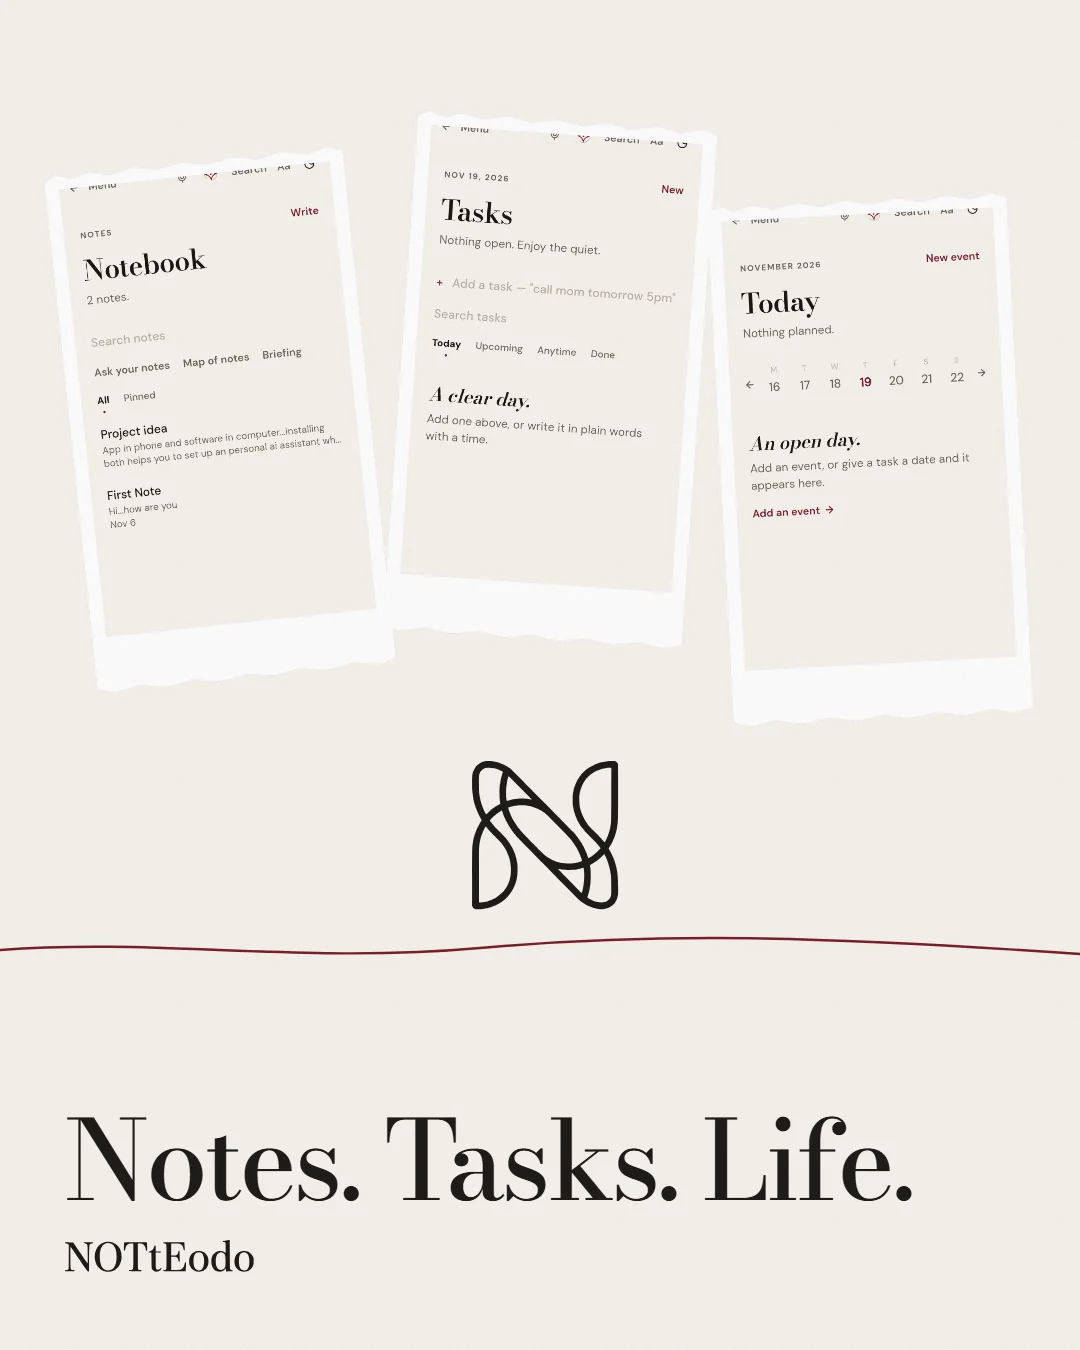 Menu Search Aa
Write
NOTES
Notebook
2 notes.
Search notes
Ask your notes Map of notes Briefing
All Pinned
Project idea
App in phone and software in computer...installing
both helps you to set up an personal ai assistant wh...
First Note
Hi...how are you
Nov 6
Menu Search Aa
NOV 19, 2026
New
Tasks
Nothing open. Enjoy the quiet.
+ Add a task — "call mom tomorrow 5pm"
Search tasks
Today Upcoming Anytime Done
A clear day.
Add one above, or write it in plain words
with a time.
Menu Search Aa
NOVEMBER 2026
New event
Today
Nothing planned.
M T W T F S S
← 16 17 18 19 20 21 22 →
An open day.
Add an event, or give a task a date and it
appears here.
Add an event →
Notes. Tasks. Life.
NOTtEodo